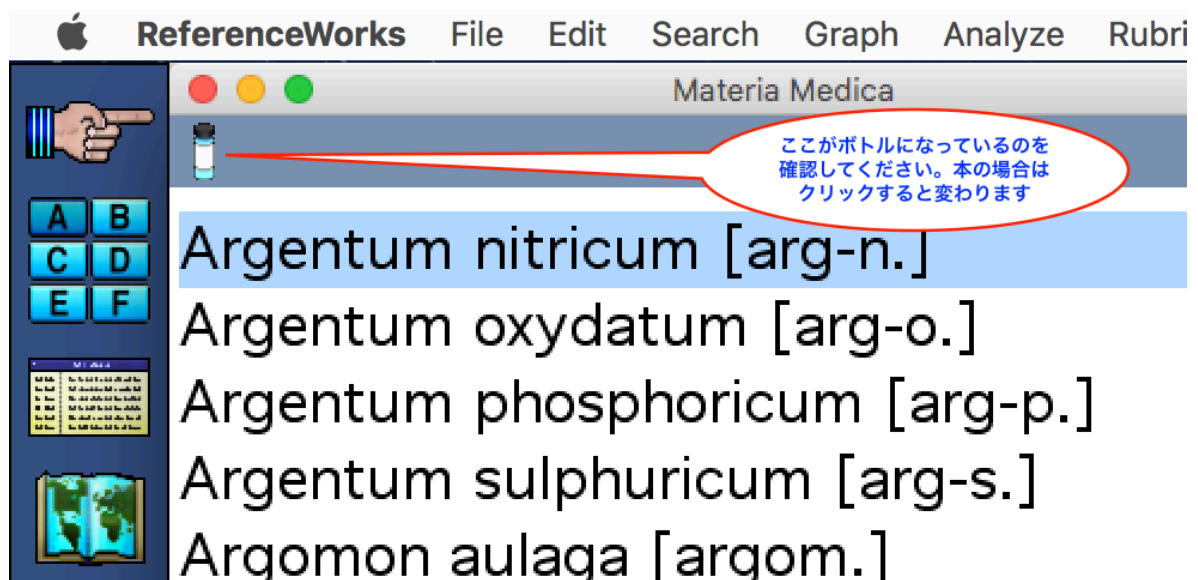 ReferenceWorks File Edit Search Graph Analyze
Materia Medica
ここがボトルになっているのを
確認してください。本の場合は
クリックすると変わります
A B
C D
E F
Argentum nitricum [arg-n.]
Argentum oxydatum [arg-o.]
Argentum phosphoricum [arg-p.]
Argentum sulphuricum [arg-s.]
Argomon aulaga [argom.]